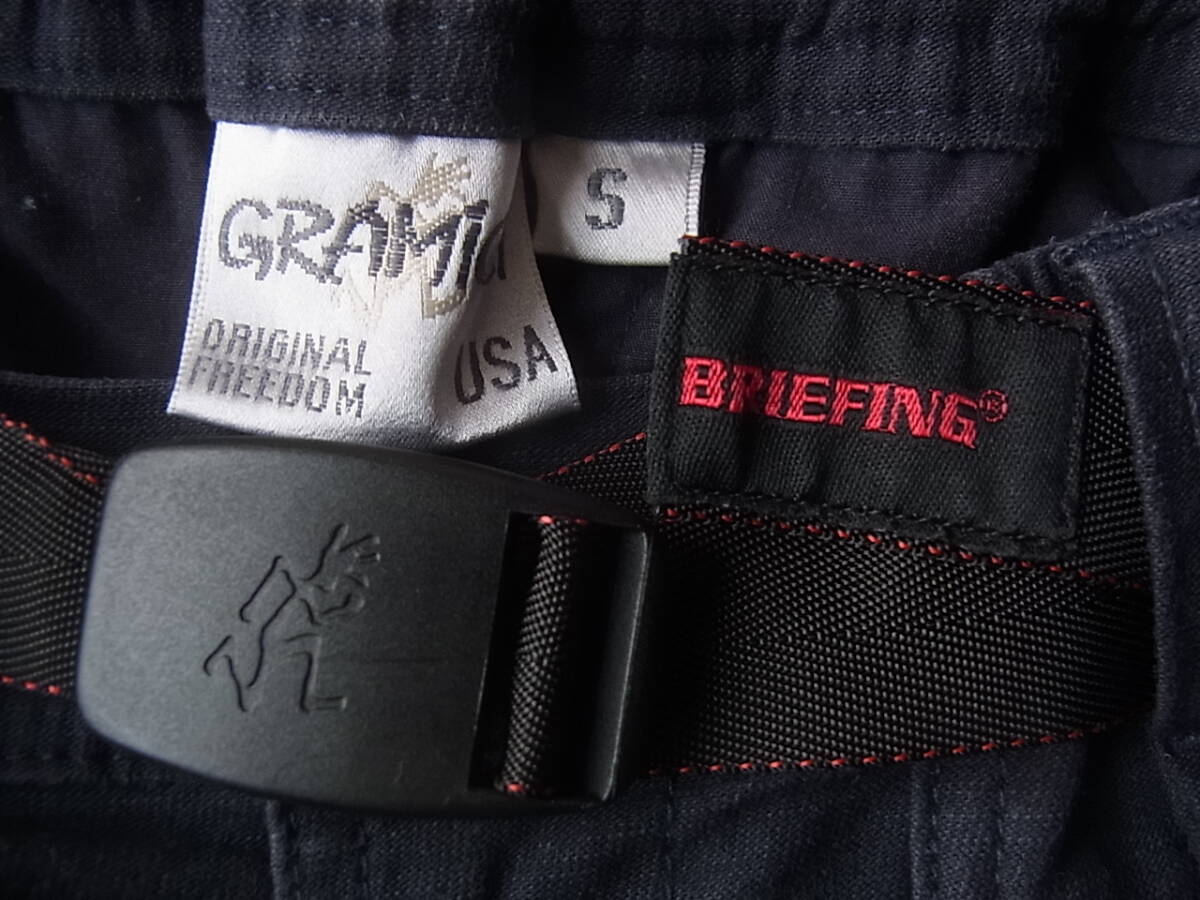 GRAMICCI
ORIGINAL
FREEDOM
USA
S
BRIEFING®